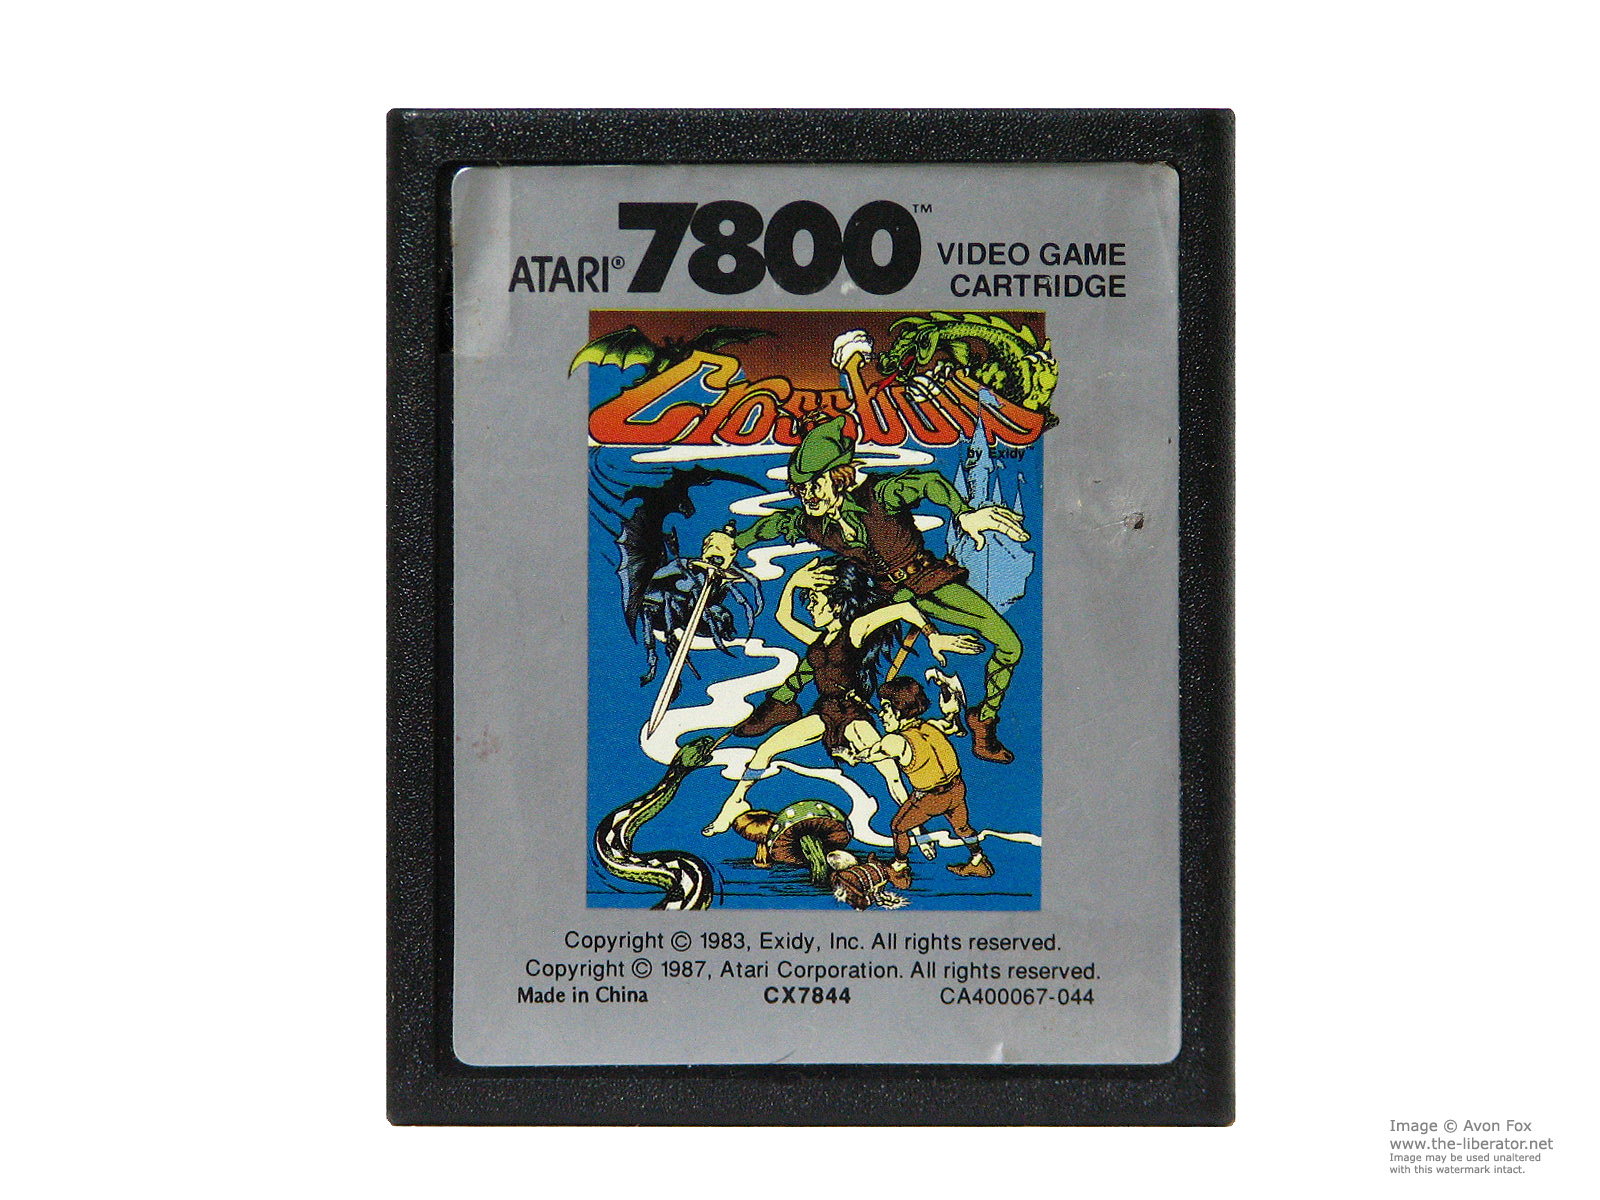 ATARI® 7800™ VIDEO GAME
CARTRIDGE
Crossbow
by Exidy™
Copyright © 1983, Exidy, Inc. All rights reserved.
Copyright © 1987, Atari Corporation. All rights reserved.
Made in China CX7844 CA400067-044
Image © Avon Fox
www.the-liberator.net
Image may be used unaltered
with this watermark intact.